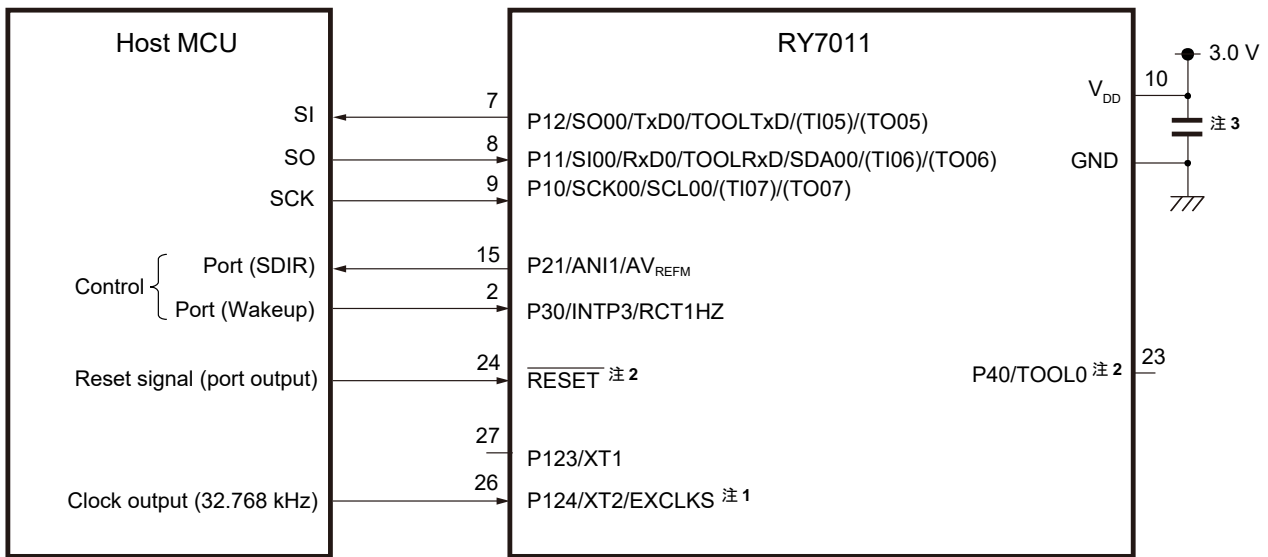 Host MCU
RY7011
3.0 V
10
V_DD
注 3
GND
SI
7
P12/SO00/TxD0/TOOLTxD/(TI05)/(TO05)
SO
8
P11/SI00/RxD0/TOOLRxD/SDA00/(TI06)/(TO06)
SCK
9
P10/SCK00/SCL00/(TI07)/(TO07)
Control
Port (SDIR)
15
P21/ANI1/AV_REFM
Port (Wakeup)
2
P30/INTP3/RCT1HZ
Reset signal (port output)
24
RESET 注 2
P40/TOOL0 注 2
23
27
P123/XT1
Clock output (32.768 kHz)
26
P124/XT2/EXCLKS 注 1